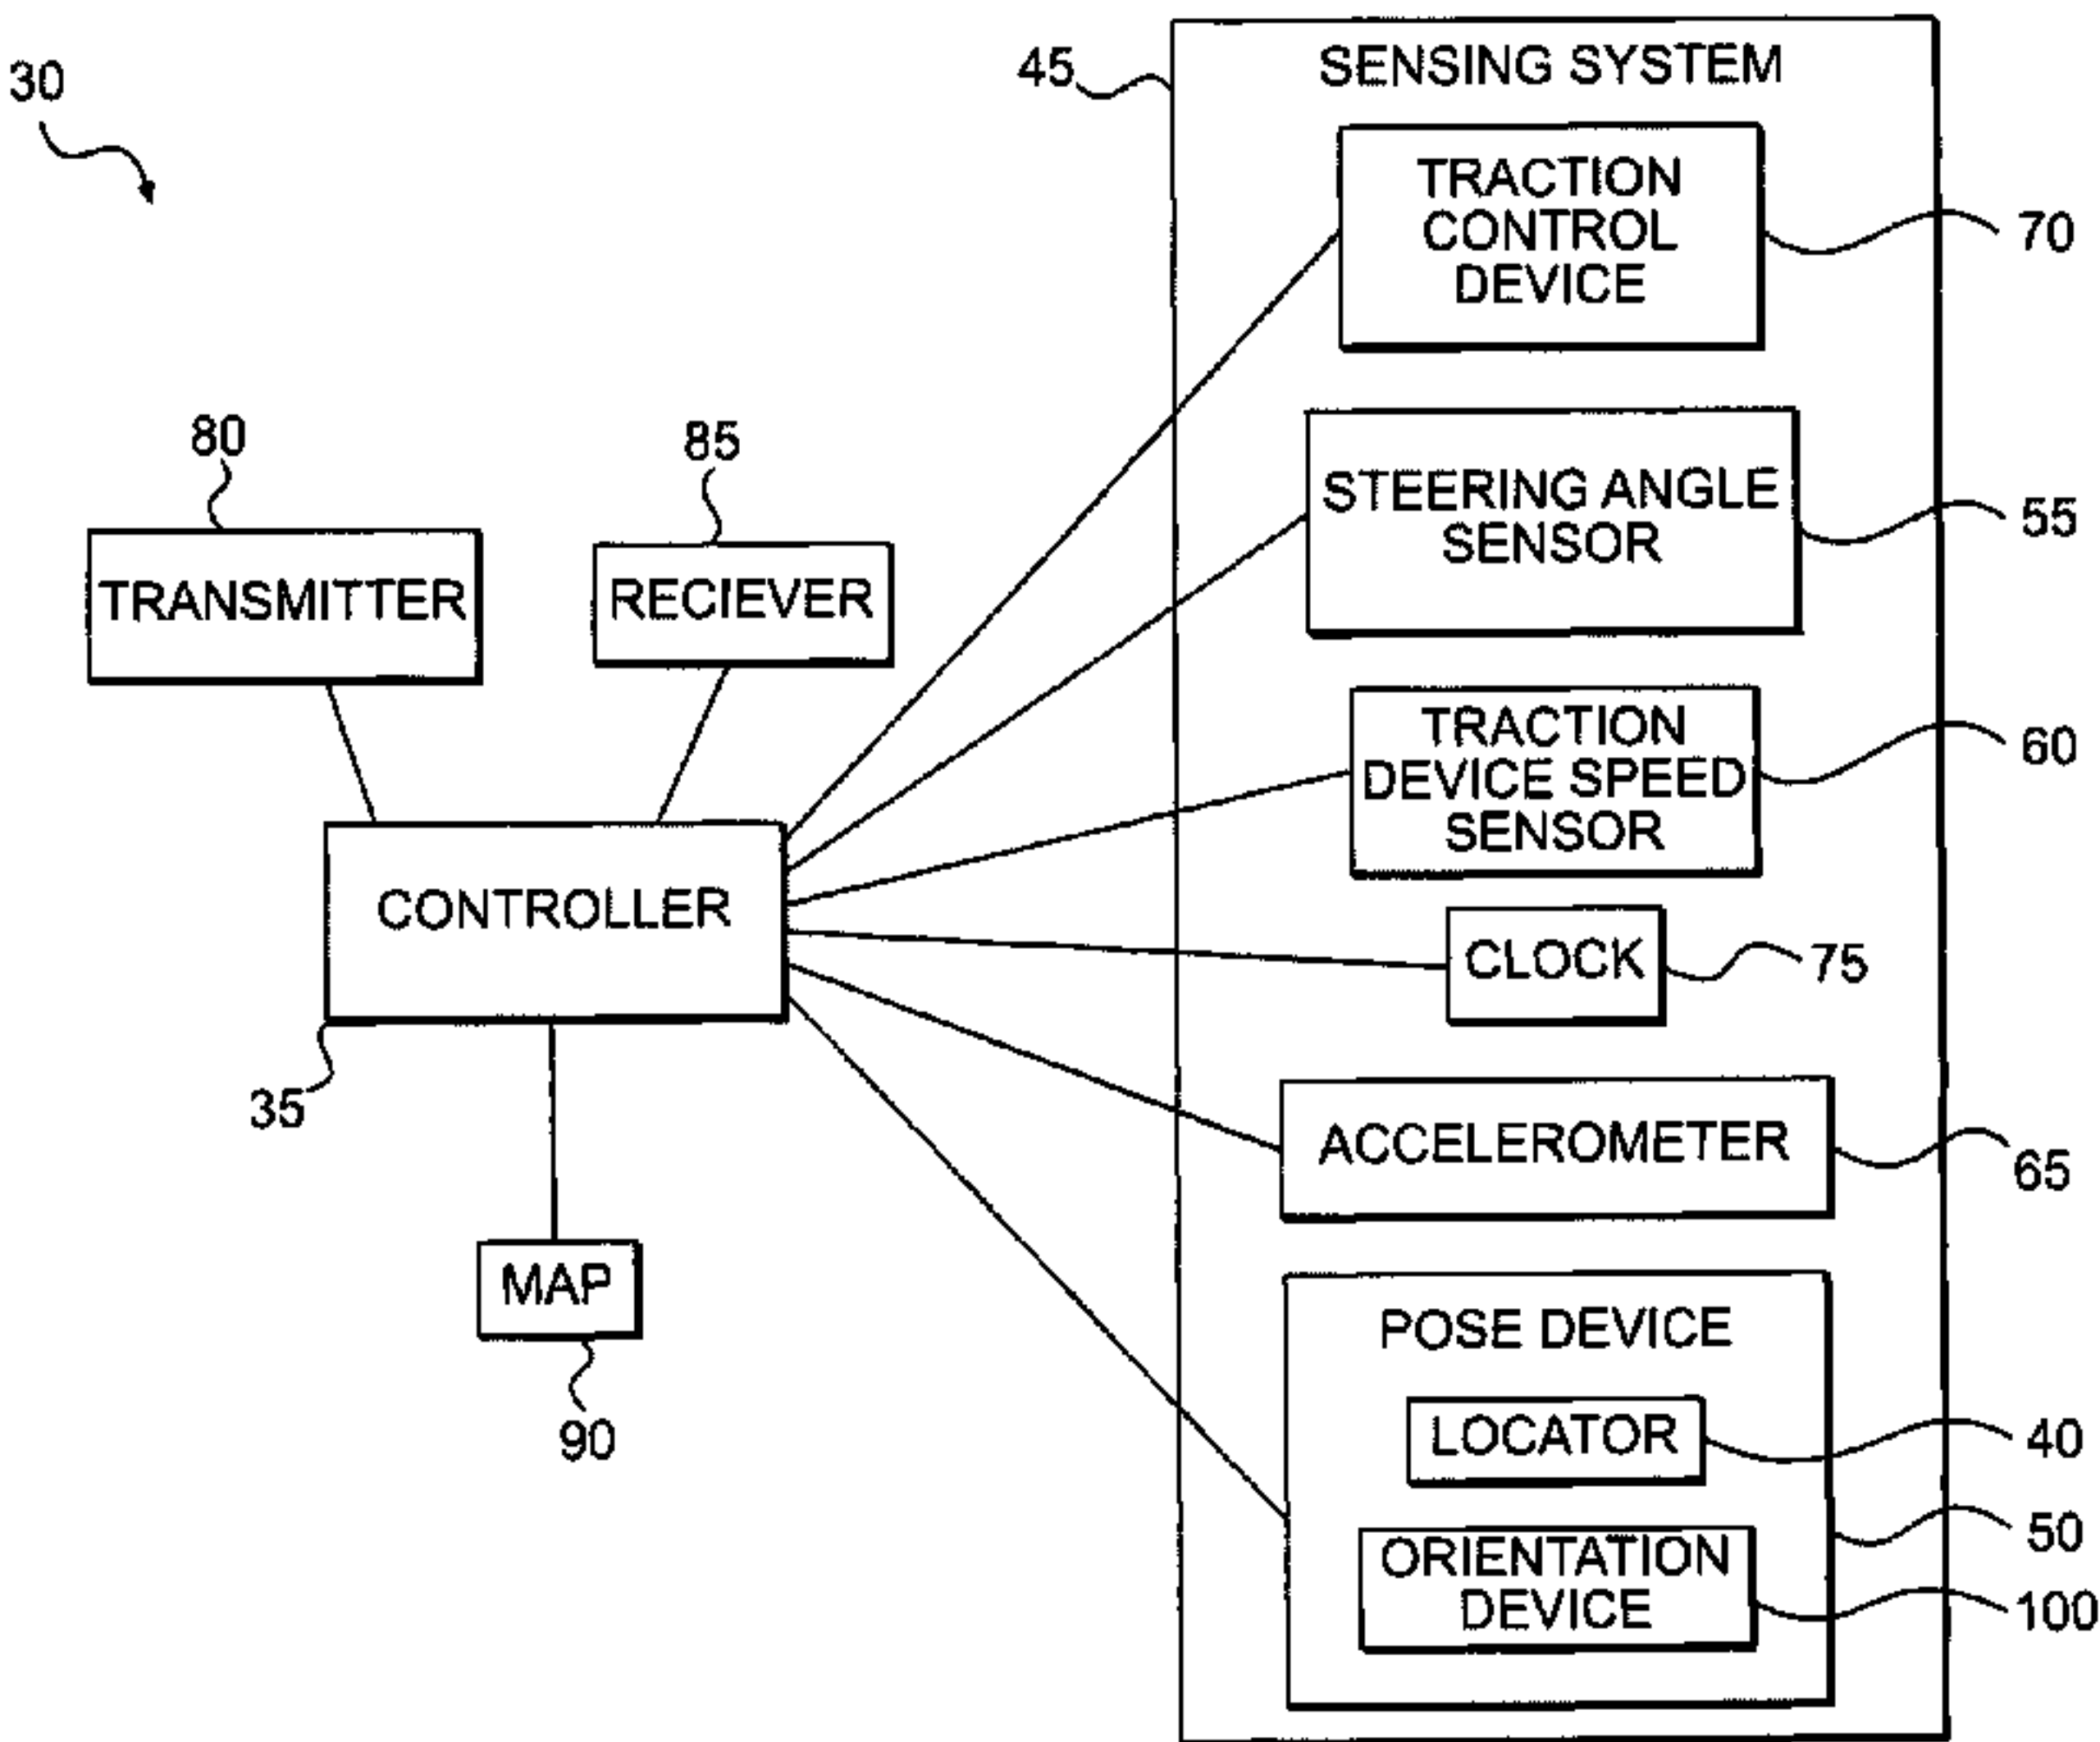 30
45
SENSING SYSTEM
TRACTION
CONTROL
DEVICE
70
80
85
STEERING ANGLE
SENSOR
55
TRANSMITTER
RECIEVER
TRACTION
DEVICE SPEED
SENSOR
60
CONTROLLER
CLOCK
75
35
ACCELEROMETER
65
MAP
90
POSE DEVICE
LOCATOR
40
50
ORIENTATION
DEVICE
100